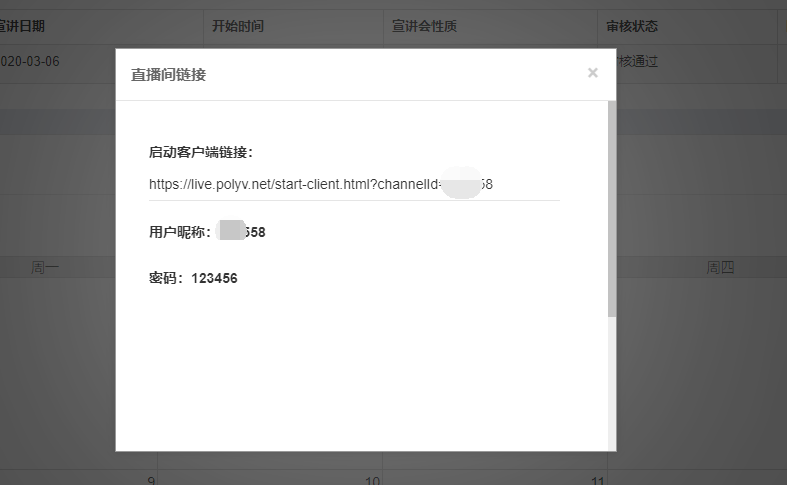 宣讲日期 开始时间 宣讲会性质 审核状态
2020-03-06 审核通过
直播间链接 ×
启动客户端链接：
https://live.polyv.net/start-client.html?channelId= 58
用户昵称： 558
密码：123456
周一 周四
9 10 11